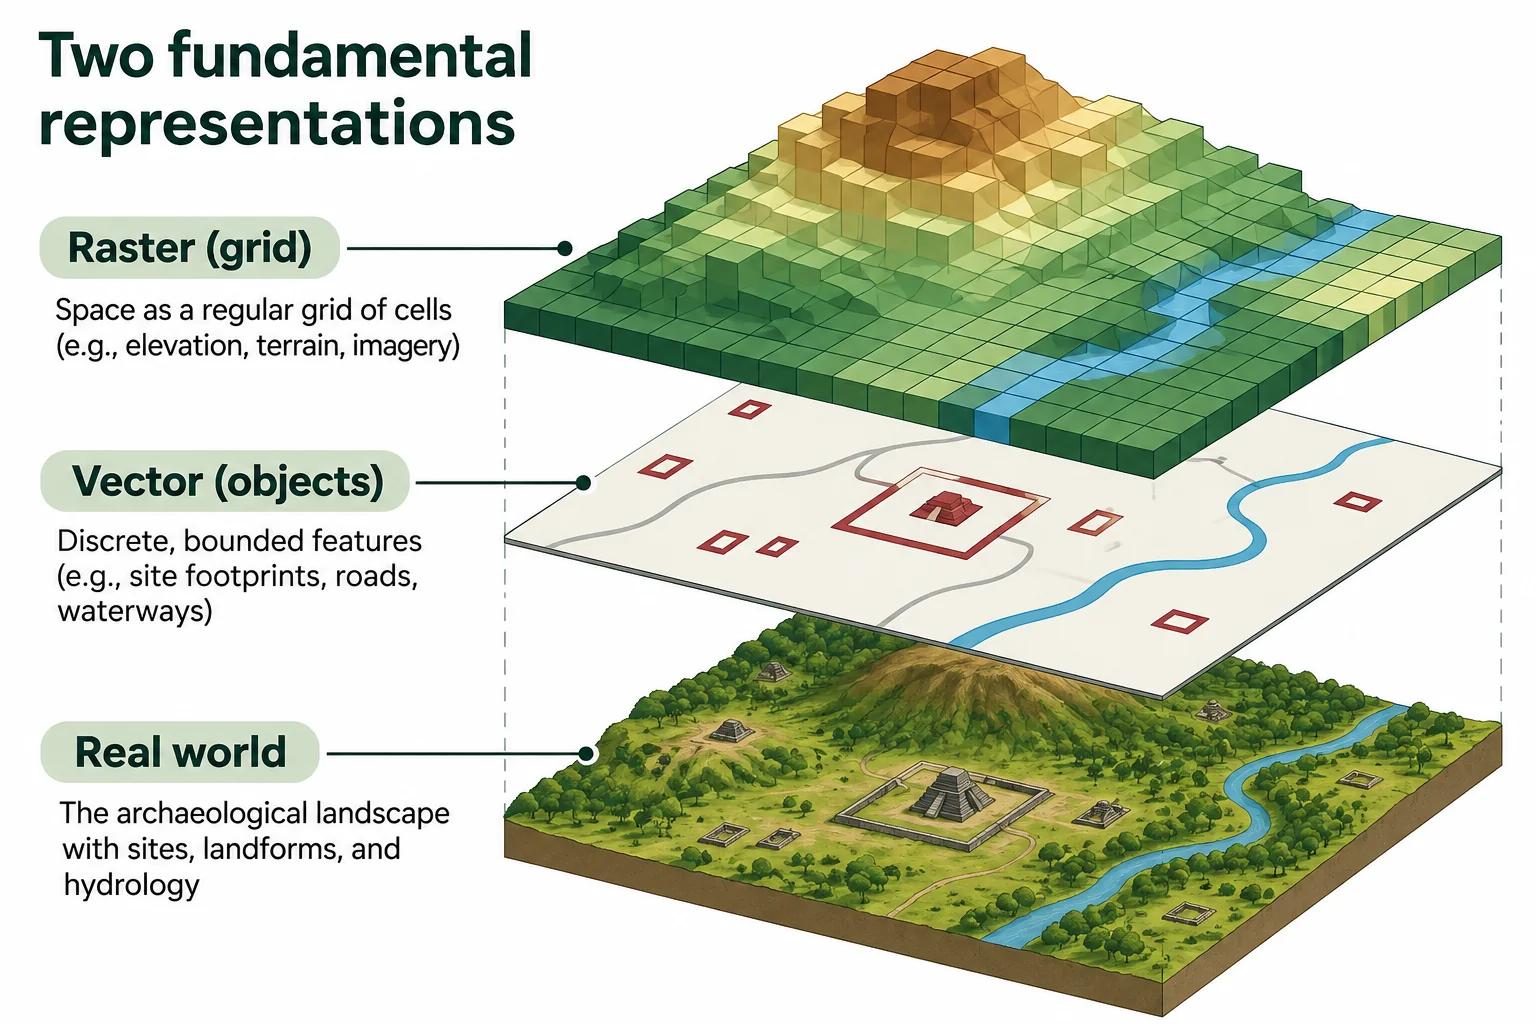 Two fundamental
representations
Raster (grid)
Space as a regular grid of cells
(e.g., elevation, terrain, imagery)
Vector (objects)
Discrete, bounded features
(e.g., site footprints, roads,
waterways)
Real world
The archaeological landscape
with sites, landforms, and
hydrology